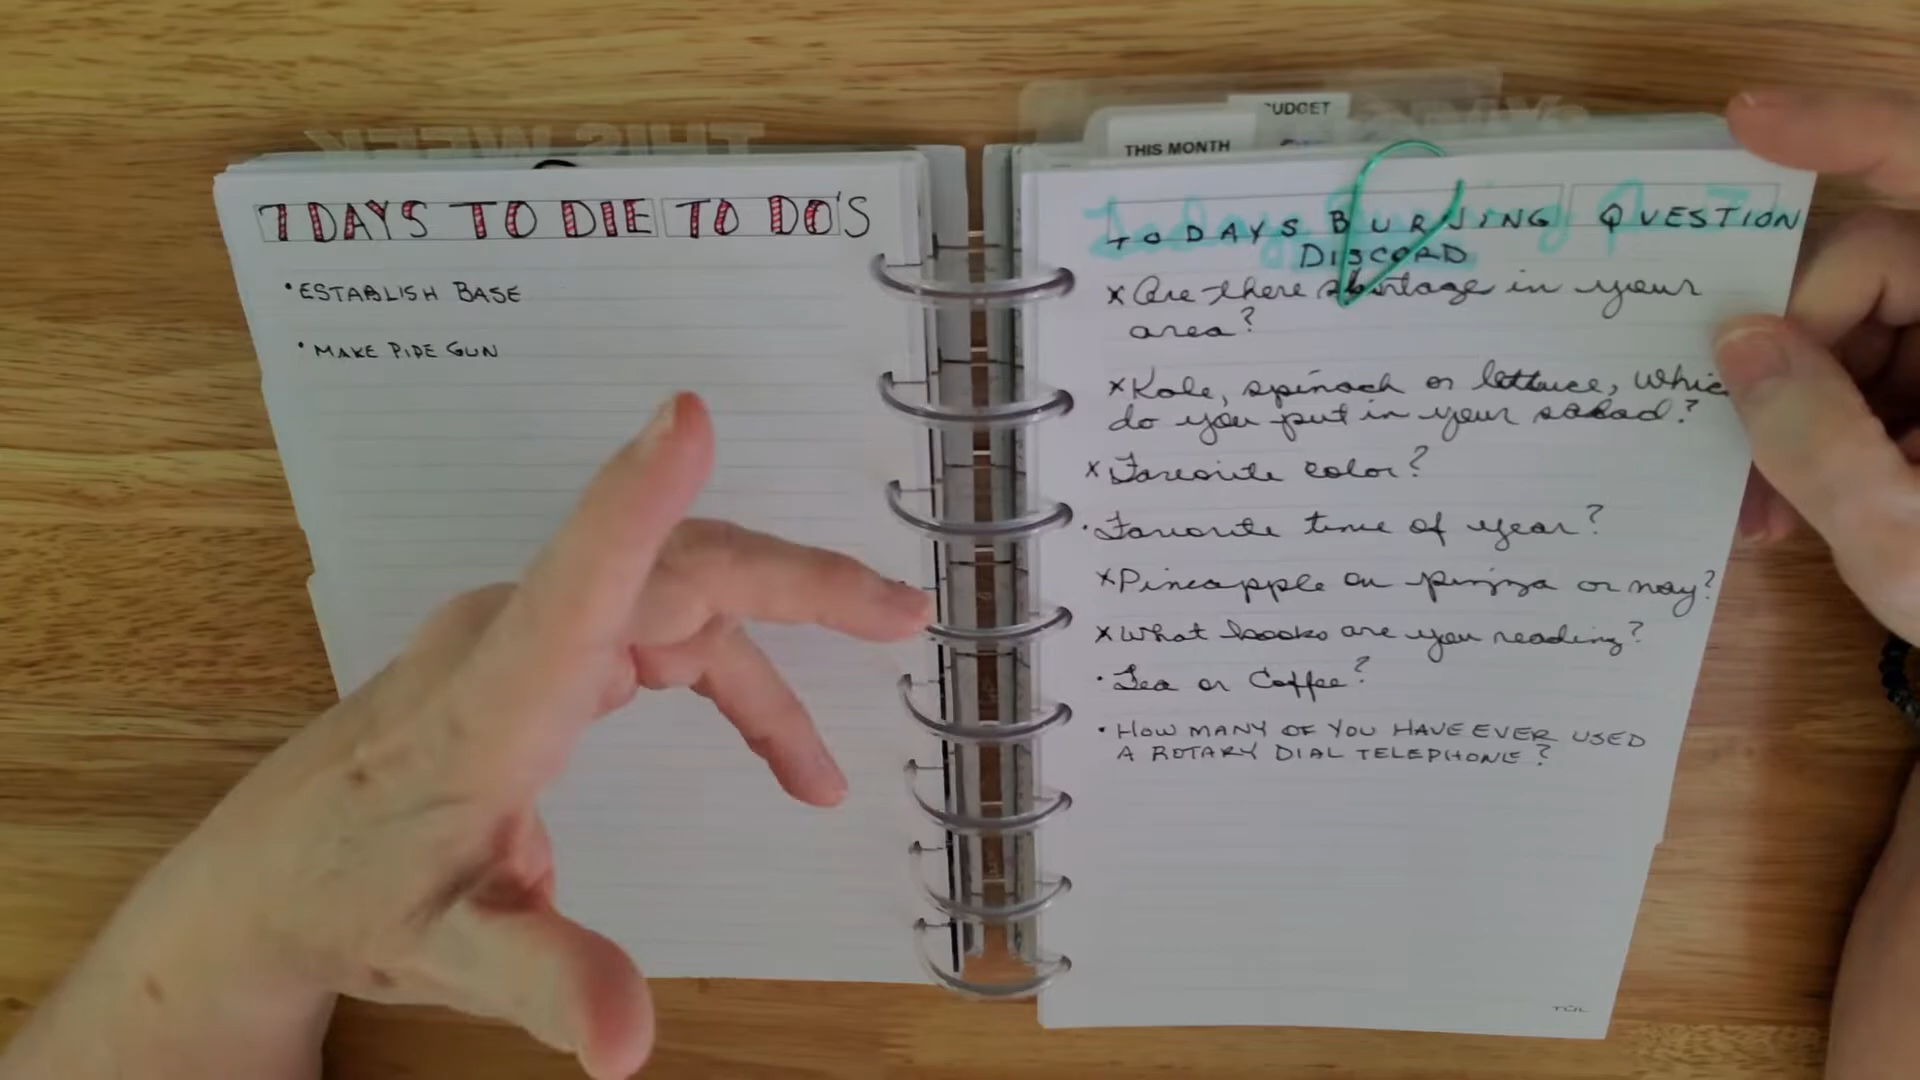 THIS WEEK
7 DAYS TO DIE TO DO'S
• ESTABLISH BASE
• MAKE PIPE GUN
BUDGET
THIS MONTH
TODAYS BURNING QUESTION
DISCORD
x Are there shortage in your
area?
x Kale, spinach or lettuce, whic
do you put in your salad?
x Favorite color?
• Favorite time of year?
x Pineapple on pizza or nay?
x What books are you reading?
• Tea or Coffee?
• HOW MANY OF YOU HAVE EVER USED
A ROTARY DIAL TELEPHONE?